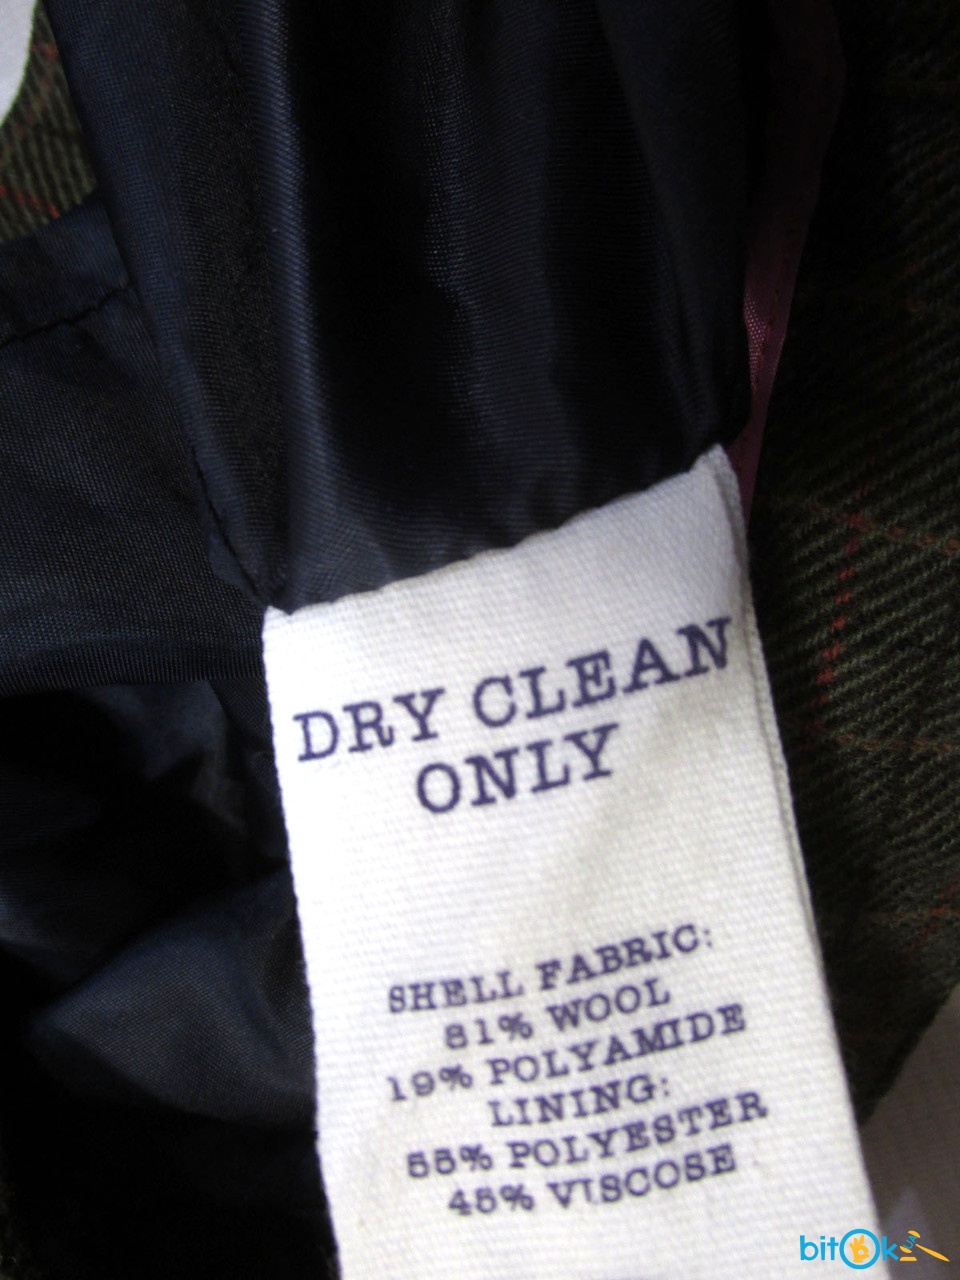 DRY CLEAN
ONLY
SHELL FABRIC:
81% WOOL
19% POLYAMIDE
LINING:
55% POLYESTER
45% VISCOSE
bitOk